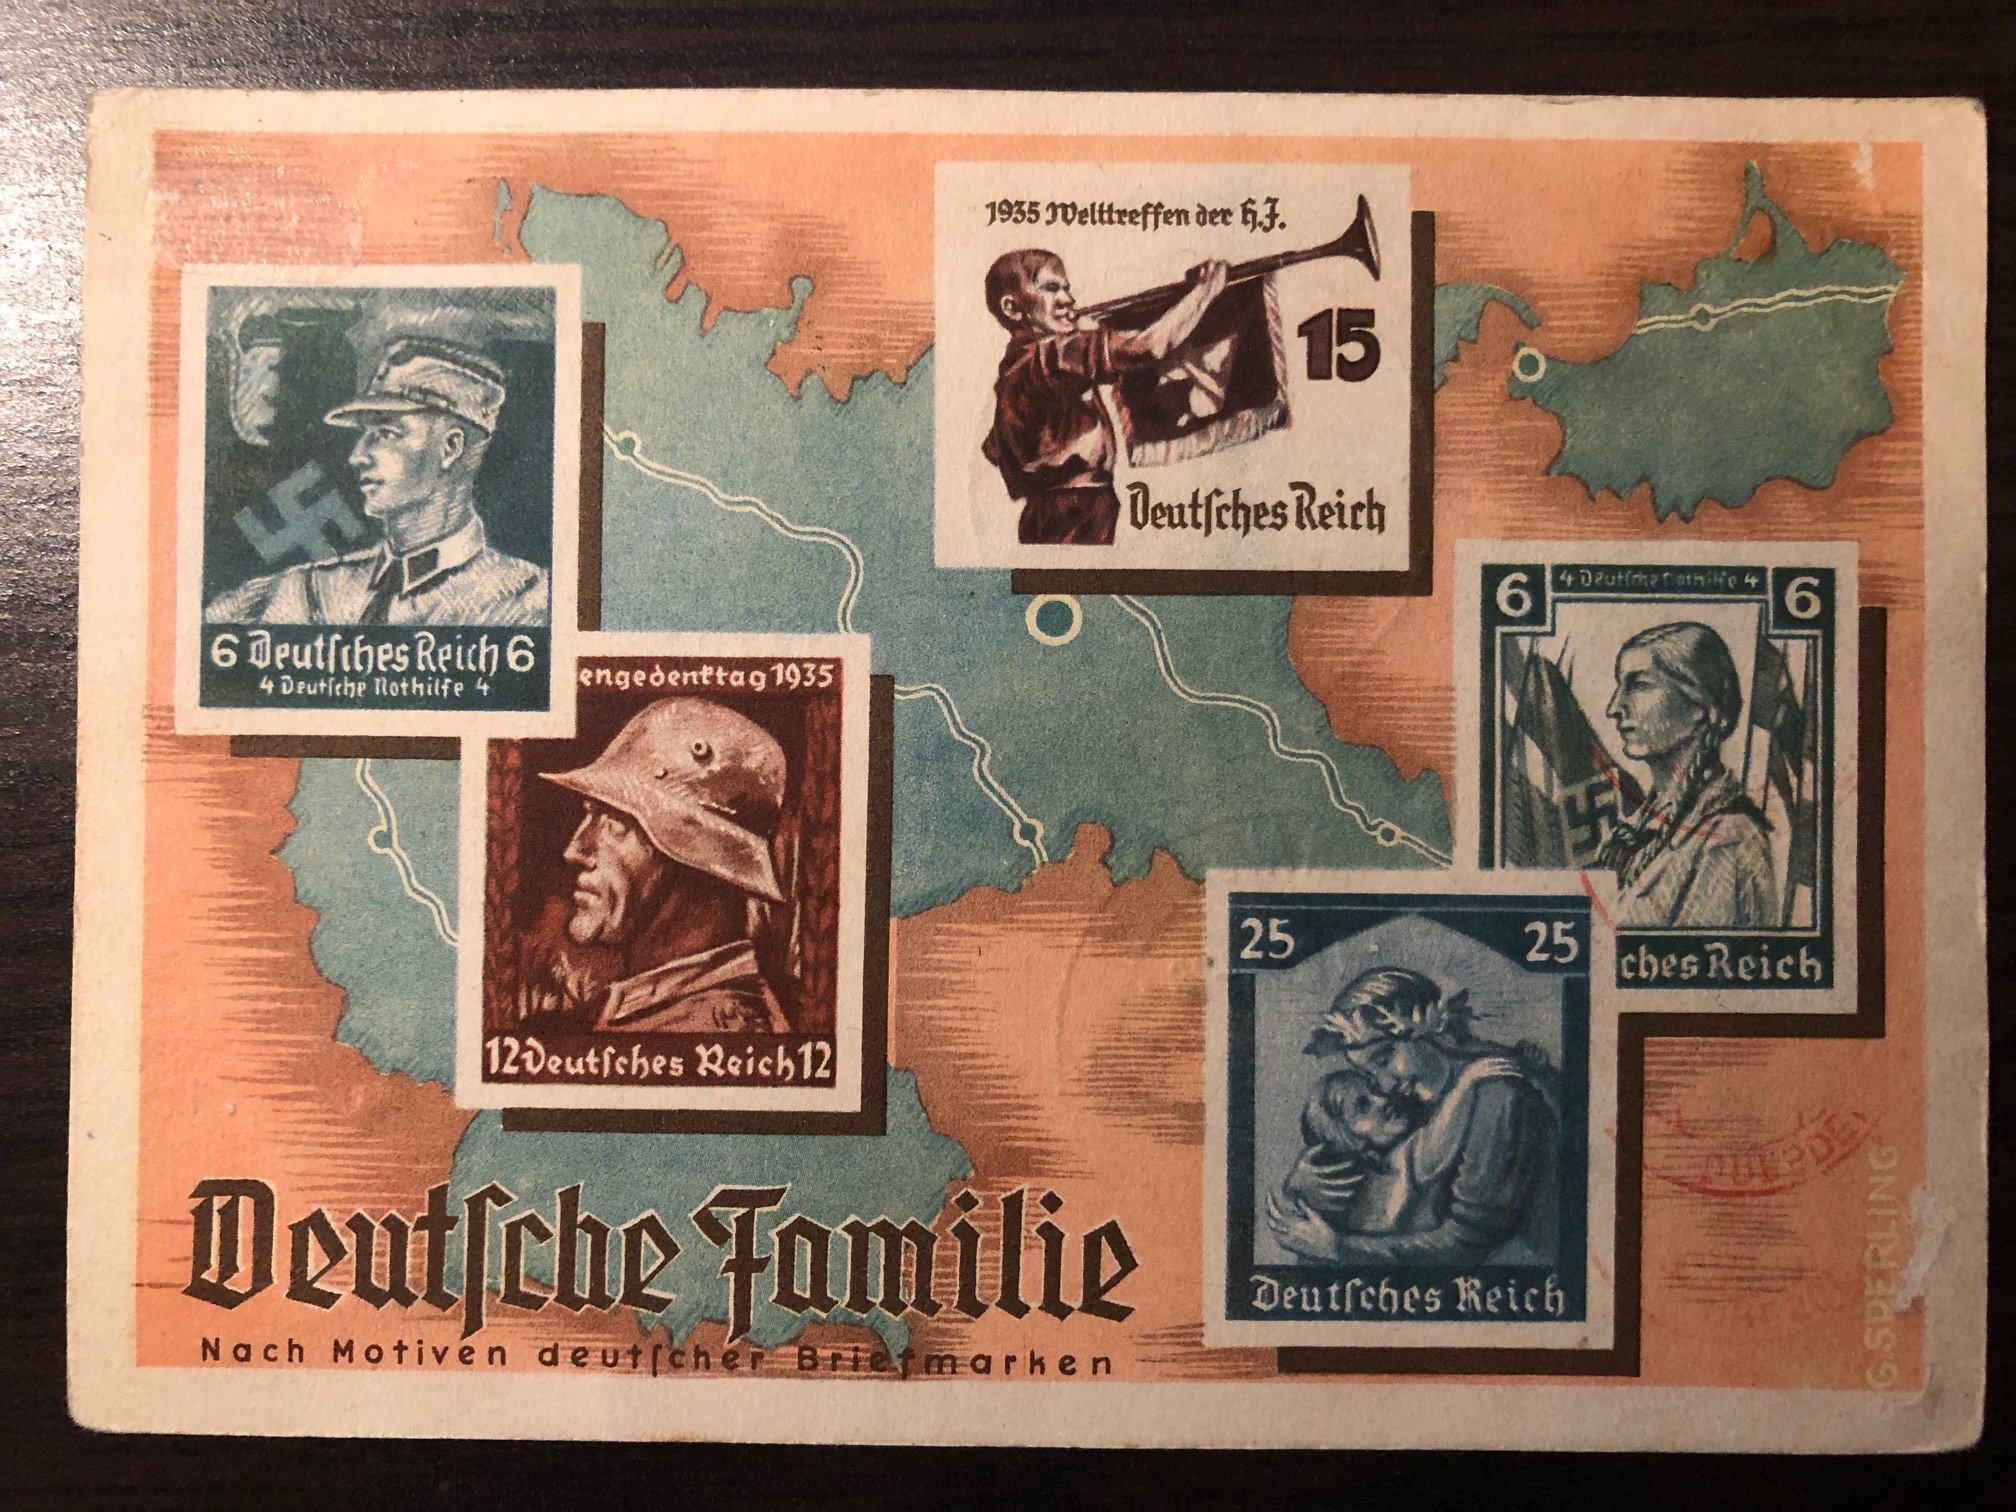 1935 Welttreffen der H.J.
15
Deutſches Reich
6 Deutſches Reich 6
4 Deutſche Nothilfe 4
engedenktag 1935
12 Deutſches Reich 12
6 4 Deutſche Nothilfe 4 6
ches Reich
25 25
Deutſches Reich
Deutſche Familie
Nach Motiven deutſcher Briefmarken
G. SPERLING